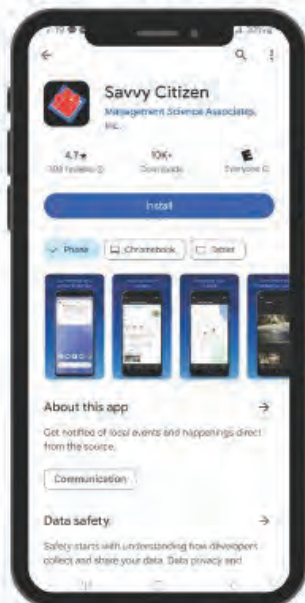 Savvy Citizen
Management Science Associates,
Inc.
4.7★
10K+
E
Downloads
Everyone
Install
Phone
Chromebook
Tablet
About this app
Get notified of local events and happenings direct
from the source.
Communication
Data safety
Safety starts with understanding how developers
collect and share your data. Data privacy and